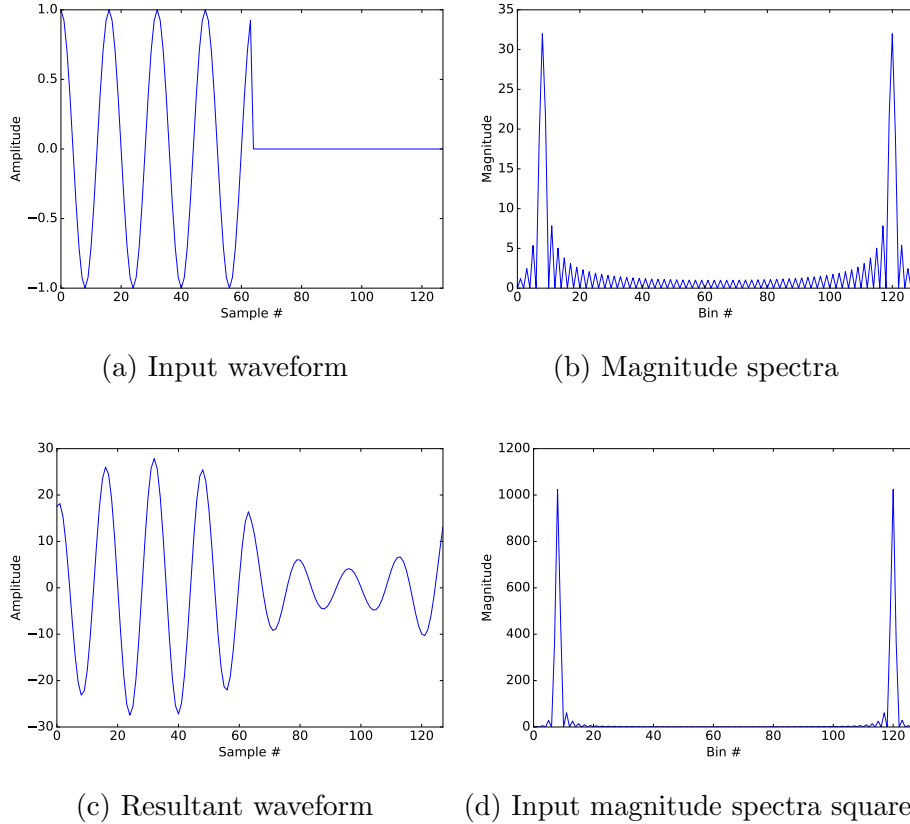 1.0
0.5
0.0
−0.5
−1.0
Amplitude
0 20 40 60 80 100 120
Sample #
(a) Input waveform
35
30
25
20
15
10
5
0
Magnitude
0 20 40 60 80 100 120
Bin #
(b) Magnitude spectra
30
20
10
0
−10
−20
−30
Amplitude
0 20 40 60 80 100 120
Sample #
(c) Resultant waveform
1200
1000
800
600
400
200
0
Magnitude
0 20 40 60 80 100 120
Bin #
(d) Input magnitude spectra square